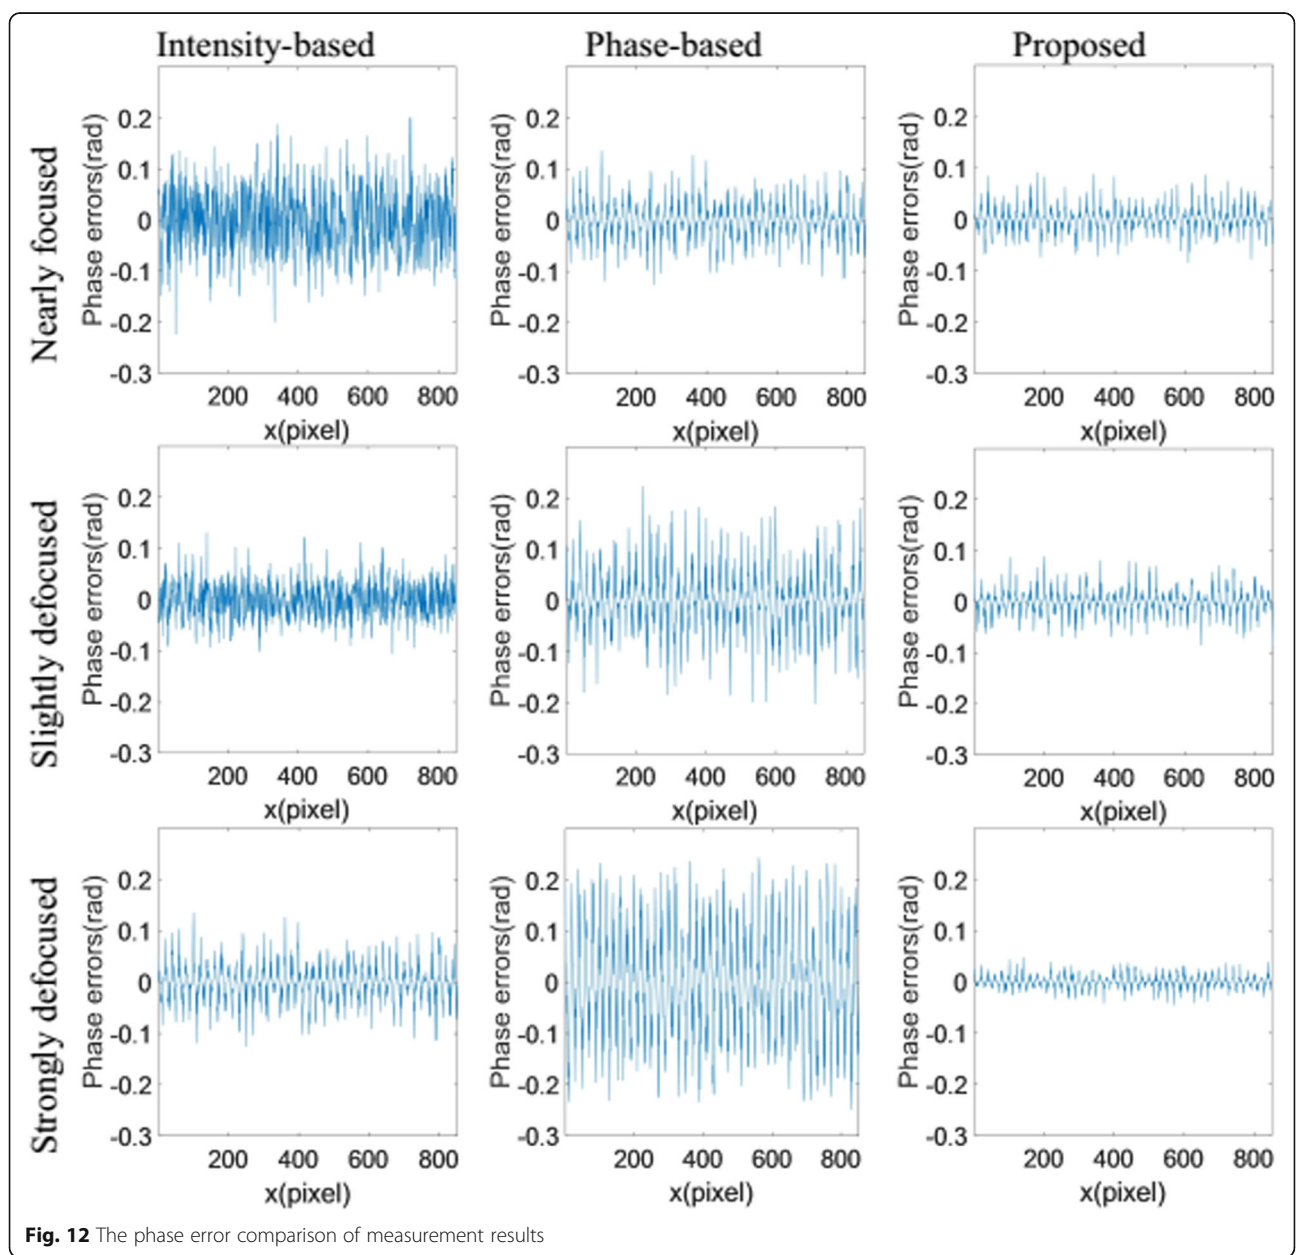 Intensity-based
Phase-based
Proposed
Nearly focused
Phase errors(rad)
0.2
0.1
0
-0.1
-0.2
-0.3
200 400 600 800
x(pixel)
Phase errors(rad)
0.2
0.1
0
-0.1
-0.2
-0.3
200 400 600 800
x(pixel)
Phase errors(rad)
0.2
0.1
0
-0.1
-0.2
-0.3
200 400 600 800
x(pixel)
Slightly defocused
Phase errors(rad)
0.2
0.1
0
-0.1
-0.2
-0.3
200 400 600 800
x(pixel)
Phase errors(rad)
0.2
0.1
0
-0.1
-0.2
-0.3
200 400 600 800
x(pixel)
Phase errors(rad)
0.2
0.1
0
-0.1
-0.2
-0.3
200 400 600 800
x(pixel)
Strongly defocused
Phase errors(rad)
0.2
0.1
0
-0.1
-0.2
-0.3
200 400 600 800
x(pixel)
Phase errors(rad)
0.2
0.1
0
-0.1
-0.2
-0.3
200 400 600 800
x(pixel)
Phase errors(rad)
0.2
0.1
0
-0.1
-0.2
-0.3
200 400 600 800
x(pixel)
Fig. 12 The phase error comparison of measurement results